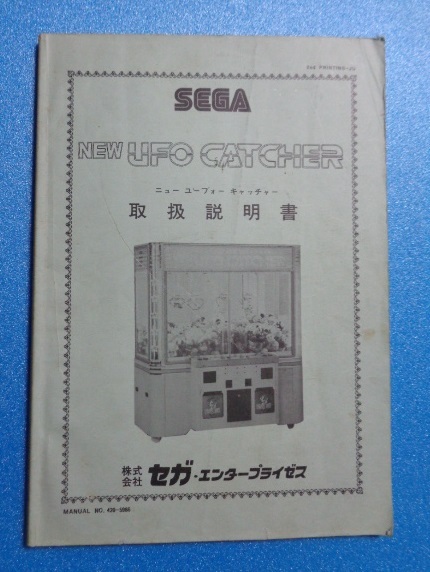 SEGA
NEW UFO CATCHER
ニュー ユーフォー キャッチャー
取扱説明書
株式会社 セガ・エンタープライゼス
MANUAL NO.